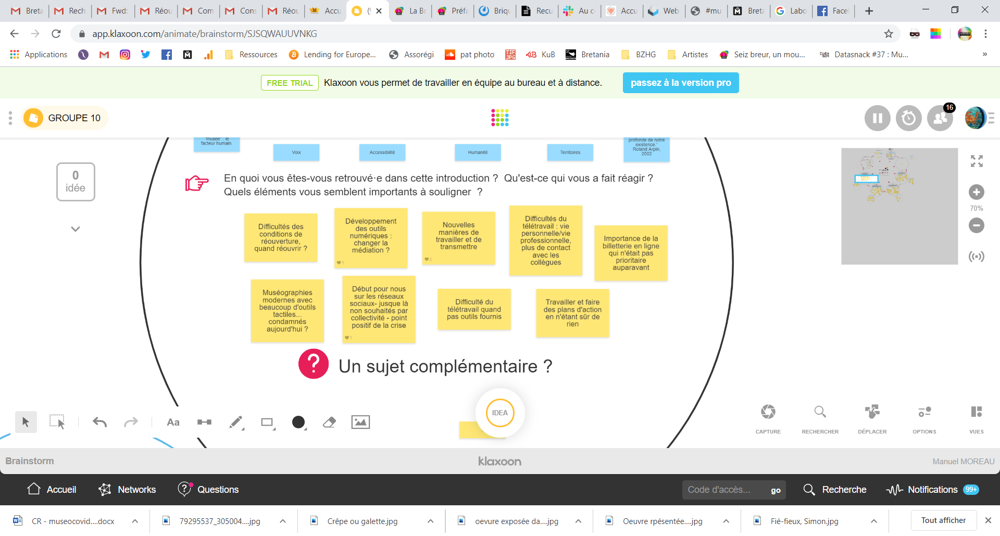 Breta
Rech
Fwd:
Réou
Com
Cons
Réou
Accu
(9
La Br
Préfa
Briqu
Recu
Au c
Accu
Web
#mu
Breta
Labo
Face
app.klaxoon.com/animate/brainstorm/SJSQWAUUVNKG
Applications
Ressources
Lending for Europe...
Assorégi
pat photo
KuB
Bretania
BZHG
Artistes
Seiz breur, un mou...
Datasnack #37 : Mu...
»
FREE TRIAL
Klaxoon vous permet de travailler en équipe au bureau et à distance.
passez à la version pro
GROUPE 10
16
"musée" : le
facteur humain
Voix
Accessibilité
Humanité
Territoires
profonde de notre
existence."
Roland Arpin,
2002
0
idée
En quoi vous êtes-vous retrouvé·e dans cette introduction ? Qu'est-ce qui vous a fait réagir ?
Quels éléments vous semblent importants à souligner ?
70%
Difficultés des
conditions de
réouverture,
quand réouvrir ?
Développement
des outils
numériques :
changer la
médiation ?
1
Nouvelles
manières de
travailler et de
transmettre
2
Difficultés du
télétravail : vie
personnelle/vie
professionnelle,
plus de contact
avec les
collègues
Importance de la
billetterie en ligne
qui n'était pas
prioritaire
auparavant
Muséographies
modernes avec
beaucoup d'outils
tactiles...
condamnés
aujourd'hui ?
Début pour nous
sur les réseaux
sociaux- jusque là
non souhaités par
collectivité - point
positif de la crise
1
Difficulté du
télétravail quand
pas outils fournis
Travailler et faire
des plans d'action
en n'étant sûr de
rien
? Un sujet complémentaire ?
Aa
IDEA
CAPTURE
RECHERCHER
DÉPLACER
OPTIONS
VUES
Brainstorm
klaxoon
Manuel MOREAU
Accueil
Networks
Questions
Code d'accès...
go
Recherche
Notifications
99+
CR - museocovid....docx
79295537_305004....jpg
Crêpe ou galette.jpg
oevure exposée da....jpg
Oeuvre rpésentée....jpg
Fié-fieux, Simon.jpg
Tout afficher